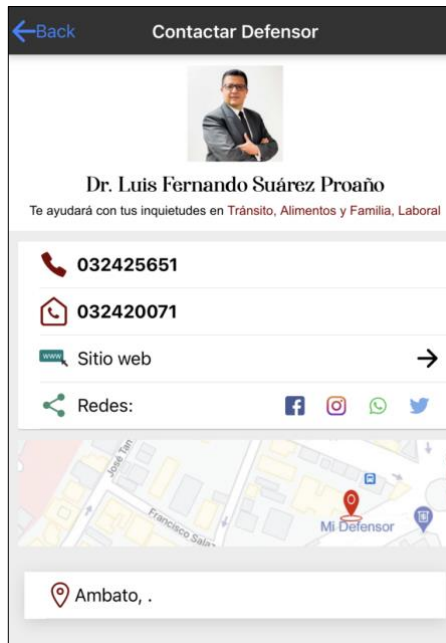 Back
Contactar Defensor
Dr. Luis Fernando Suárez Proaño
Te ayudará con tus inquietudes en Tránsito, Alimentos y Familia, Laboral
032425651
032420071
www
Sitio web
Redes:
José Tan
Francisco Salaz
Mi Defensor
Ambato, .